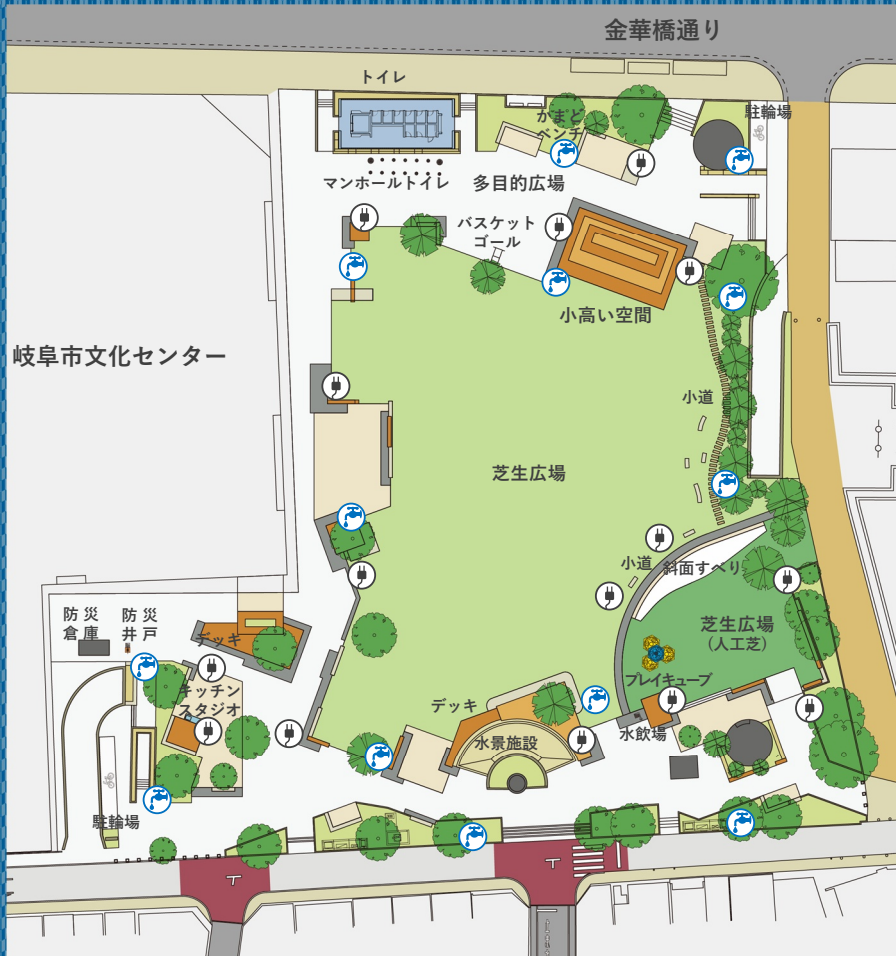 金華橋通り
トイレ
かまど
ベンチ
駐輪場
マンホールトイレ
多目的広場
バスケット
ゴール
小高い空間
岐阜市文化センター
小道
芝生広場
小道
斜面すべり
芝生広場
(人工芝)
防災
倉庫
防災
井戸
デッキ
キッチン
スタジオ
プレイキューブ
デッキ
水飲場
水景施設
駐輪場